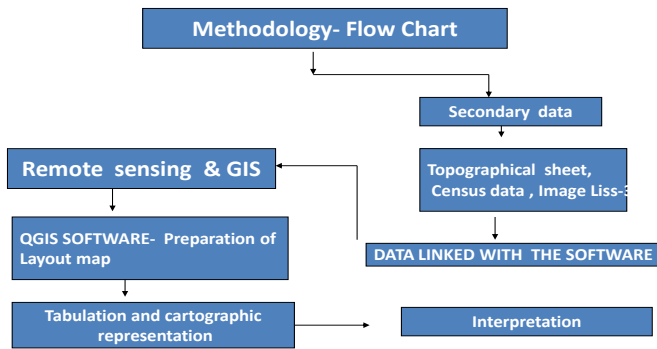 Methodology- Flow Chart
Secondary data
Topographical sheet,
Census data , Image Liss-3
DATA LINKED WITH THE SOFTWARE
Remote sensing & GIS
QGIS SOFTWARE- Preparation of
Layout map
Tabulation and cartographic
representation
Interpretation